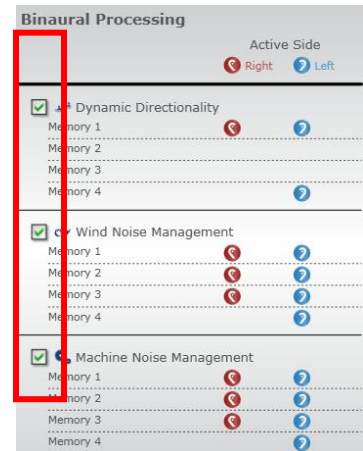 Binaural Processing
Active Side
Right Left
Dynamic Directionality
Memory 1
Memory 2
Memory 3
Memory 4
Wind Noise Management
Memory 1
Memory 2
Memory 3
Memory 4
Machine Noise Management
Memory 1
Memory 2
Memory 3
Memory 4